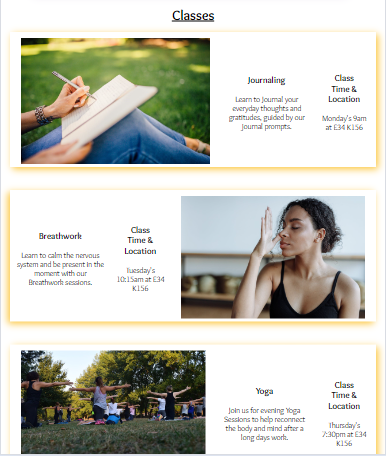 Classes
Journaling
Learn to Journal your
everyday thoughts and
gratitudes, guided by our
journal prompts.
Class
Time &
Location
Monday's 9am
at £34 K156
Breathwork
Learn to calm the nervous
system and be present in the
moment with our
Breathwork sessions.
Class
Time &
Location
Tuesday's
10:15am at £34
K156
Yoga
Join us for evening Yoga
Sessions to help reconnect
the body and mind after a
long days work.
Class
Time &
Location
Thursday's
7:30pm at £34
K156